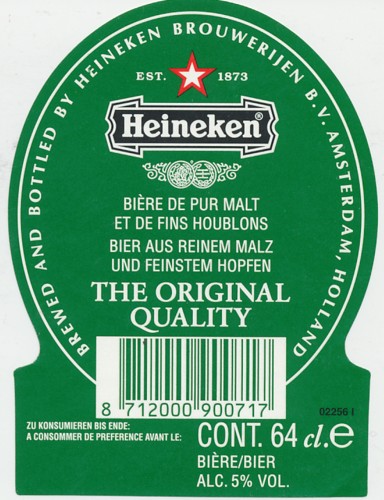 BREWED AND BOTTLED BY HEINEKEN BROUWERIJEN B.V. AMSTERDAM, HOLLAND
EST. 1873
Heineken®
BIÈRE DE PUR MALT
ET DE FINS HOUBLONS
BIER AUS REINEM MALZ
UND FEINSTEM HOPFEN
THE ORIGINAL
QUALITY
8 712000 900717
02256 I
ZU KONSUMIEREN BIS ENDE:
A CONSOMMER DE PREFERENCE AVANT LE:
CONT. 64 cl.e
BIÈRE/BIER
ALC. 5% VOL.